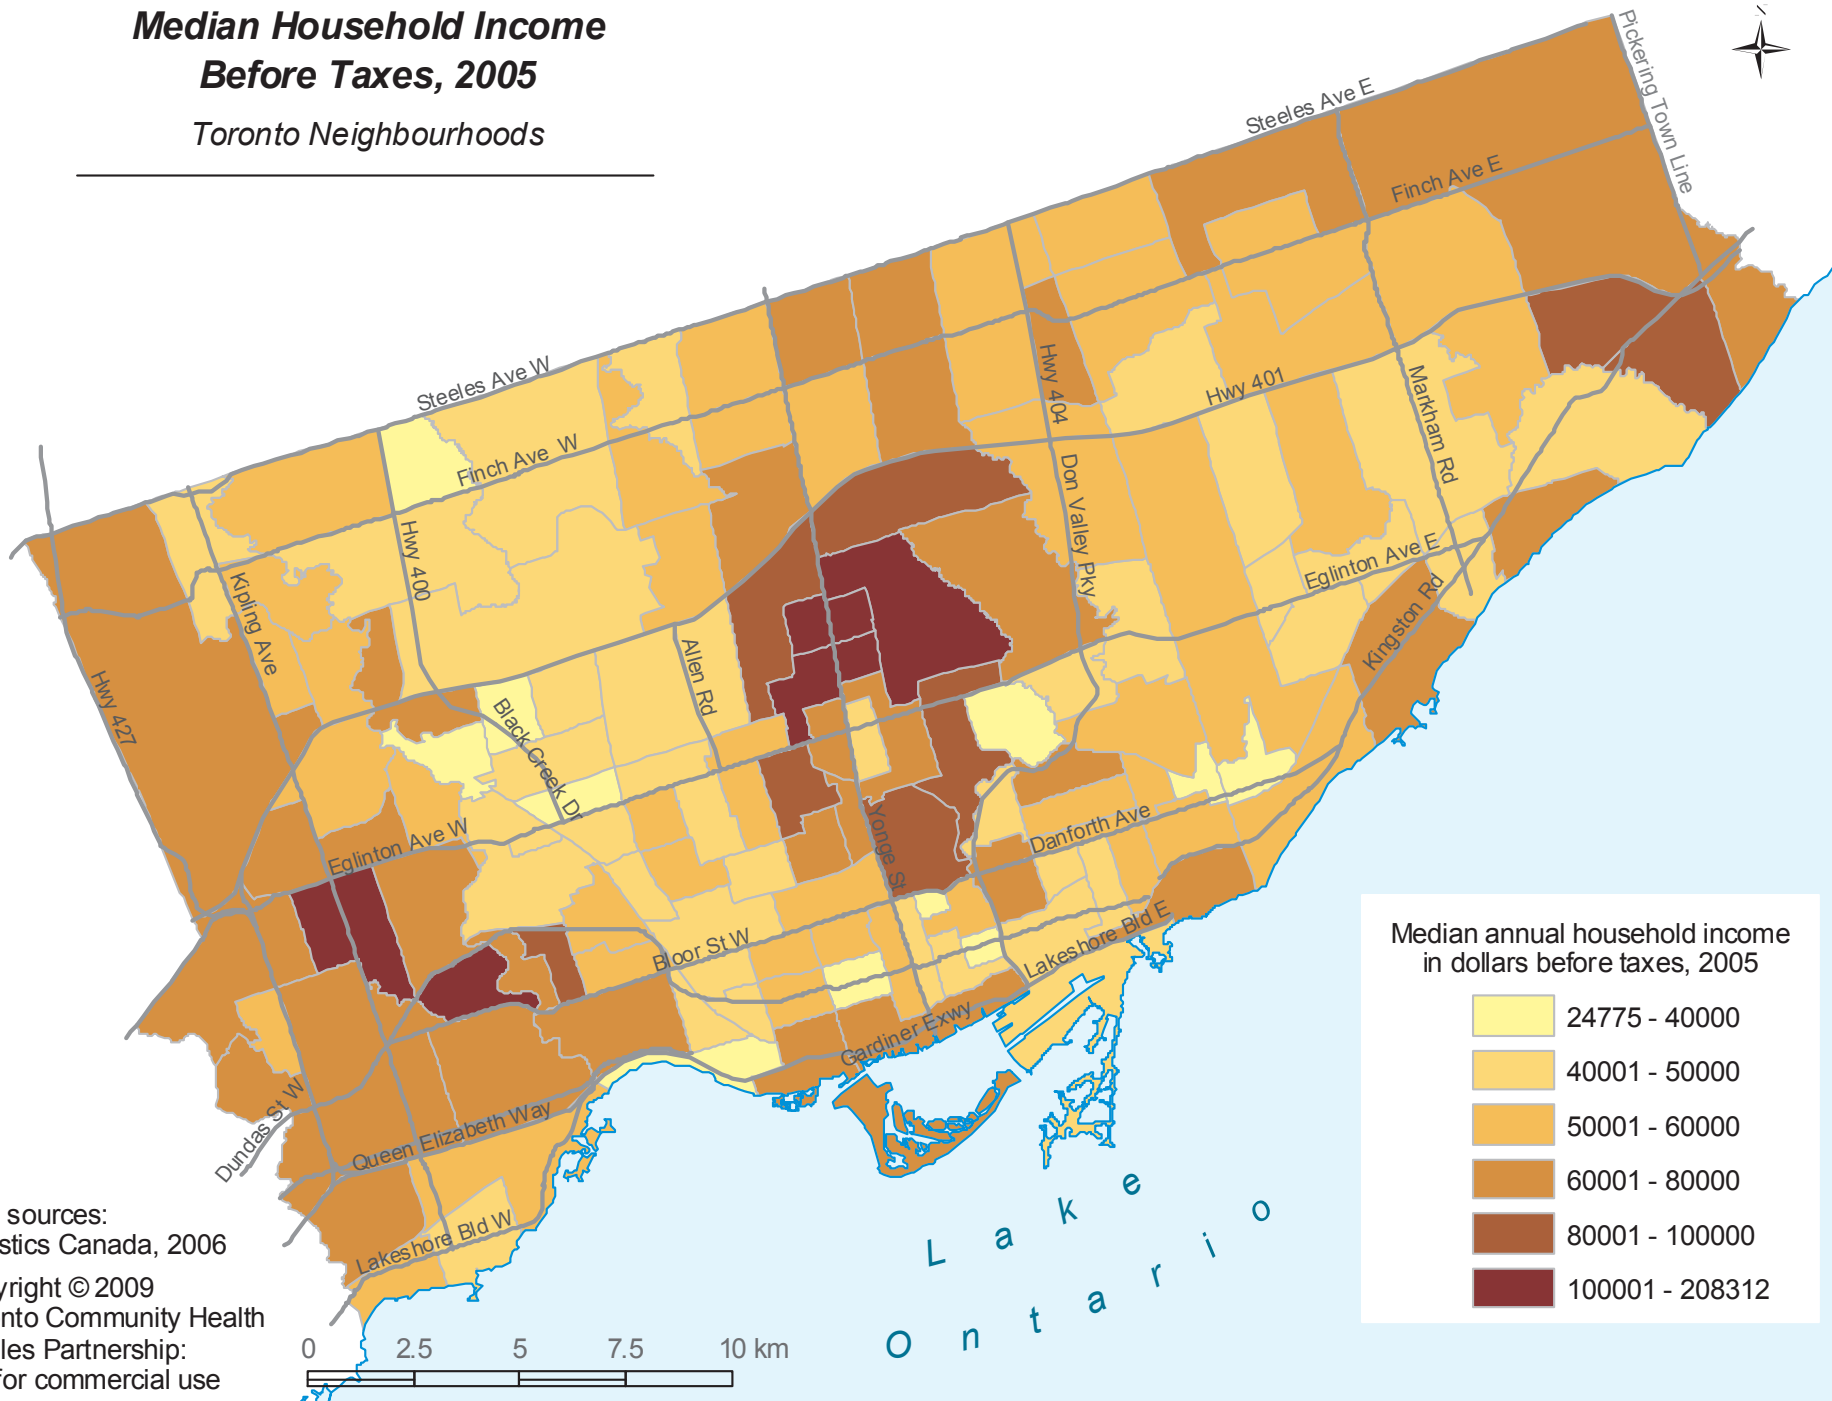 Median Household Income
Before Taxes, 2005
Toronto Neighbourhoods
N
Pickering Town Line
Steeles Ave E
Finch Ave E
Steeles Ave W
Finch Ave W
Hwy 404
Hwy 401
Markham Rd
Hwy 400
Kipling Ave
Don Valley Pky
Eglinton Ave E
Kingston Rd
Hwy 427
Allen Rd
Black Creek Dr
Eglinton Ave W
Yonge St
Danforth Ave
Bloor St W
Lakeshore Bld E
Gardiner Exwy
Dundas St W
Queen Elizabeth Way
Lakeshore Bld W
Lake
Ontario
Median annual household income
in dollars before taxes, 2005
24775 - 40000
40001 - 50000
50001 - 60000
60001 - 80000
80001 - 100000
100001 - 208312
sources:
stics Canada, 2006
yright © 2009
nto Community Health
les Partnership:
for commercial use
0 2.5 5 7.5 10 km